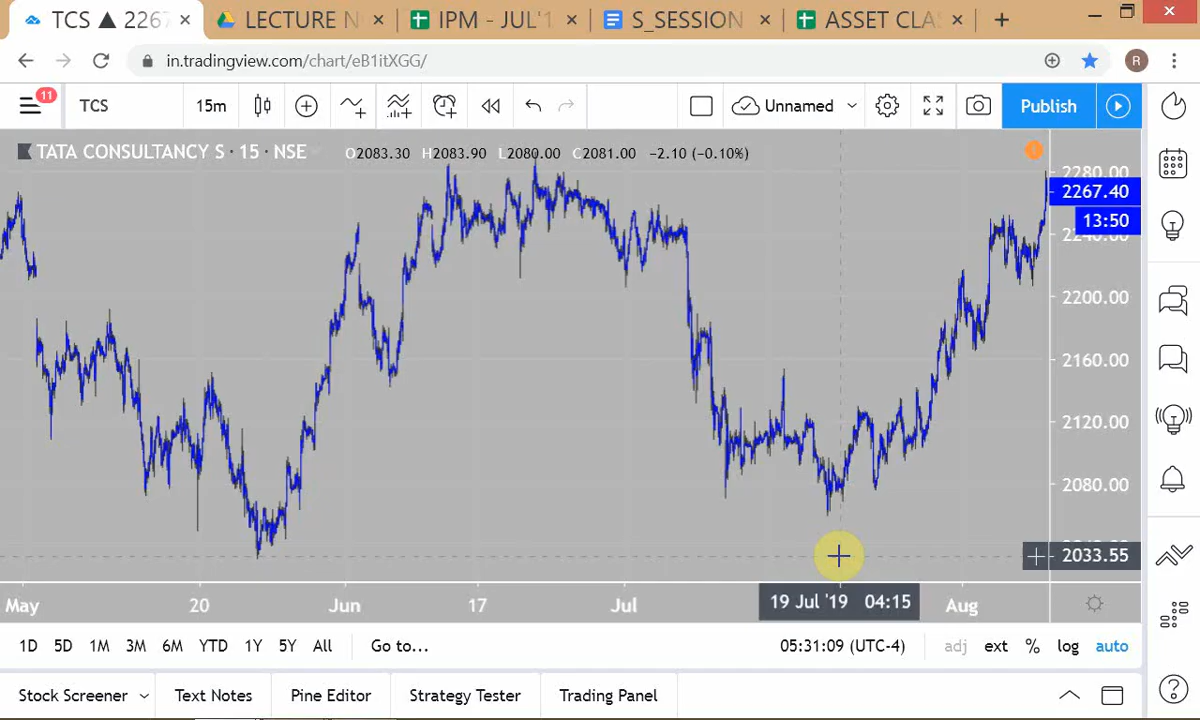 TCS ▲ 2267
LECTURE N
IPM - JUL'1
S_SESSION
ASSET CLA
in.tradingview.com/chart/eB1itXGG/
R
11
TCS
15m
Unnamed
Publish
TATA CONSULTANCY S · 15 · NSE
O2083.30 H2083.90 L2080.00 C2081.00 −2.10 (−0.10%)
2280.00
2267.40
13:50
2240.00
2200.00
2160.00
2120.00
2080.00
2033.55
May
20
Jun
17
Jul
19 Jul '19 04:15
Aug
1D 5D 1M 3M 6M YTD 1Y 5Y All Go to...
05:31:09 (UTC-4) adj ext % log auto
Stock Screener Text Notes Pine Editor Strategy Tester Trading Panel